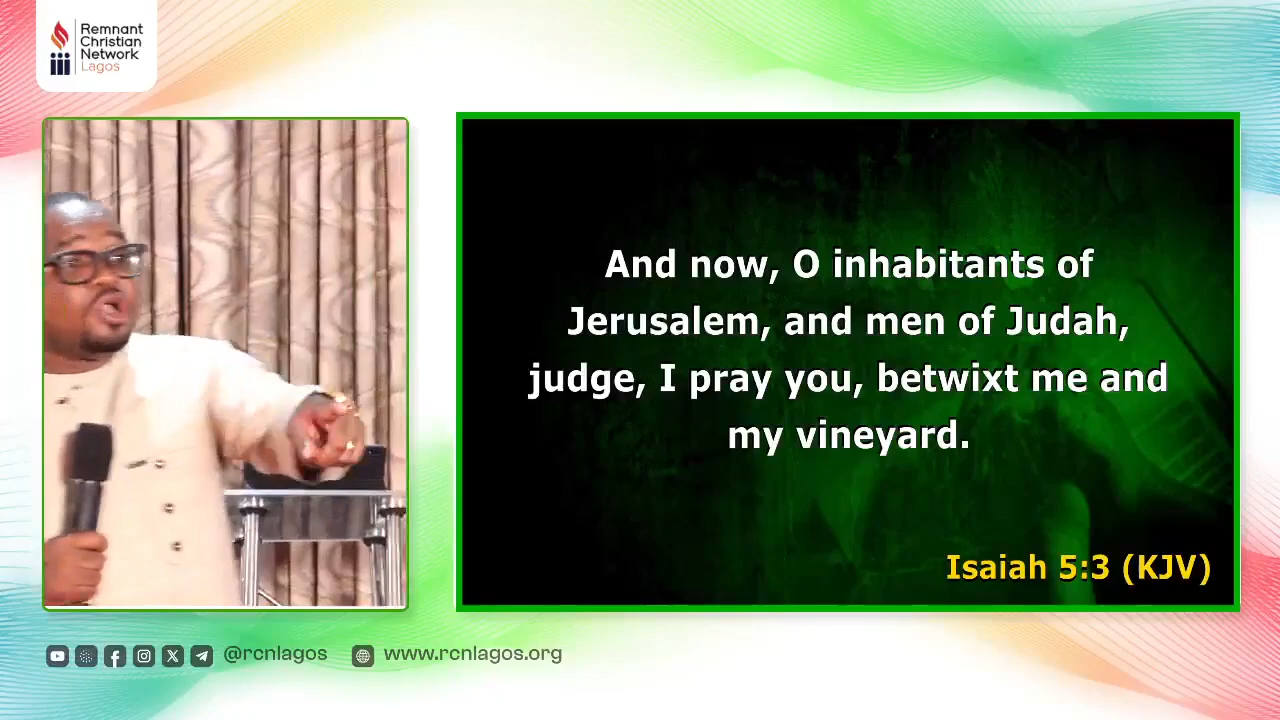 Remnant
Christian
Network
Lagos
And now, O inhabitants of
Jerusalem, and men of Judah,
judge, I pray you, betwixt me and
my vineyard.
Isaiah 5:3 (KJV)
@rcnlagos www.rcnlagos.org